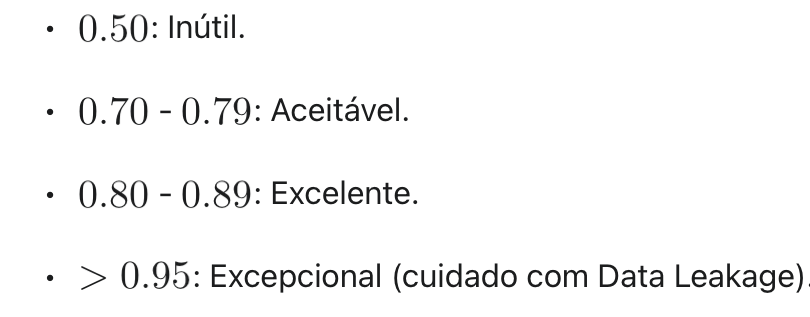 • 0.50: Inútil.
• 0.70 - 0.79: Aceitável.
• 0.80 - 0.89: Excelente.
• > 0.95: Excepcional (cuidado com Data Leakage).